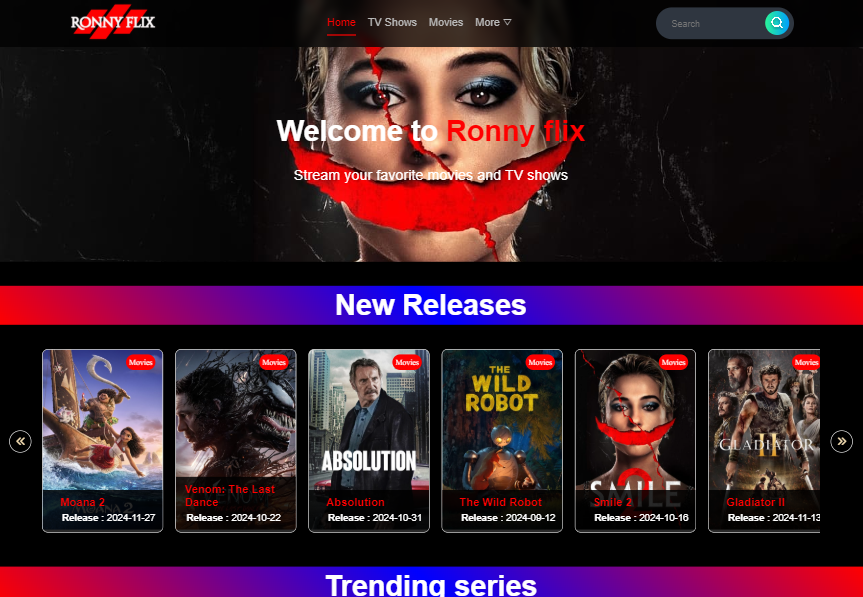 RONNY FLIX
Home TV Shows Movies More
Search
Welcome to Ronny flix
Stream your favorite movies and TV shows
New Releases
Movies
Moana 2
Release : 2024-11-27
Movies
Venom: The Last
Dance
Release : 2024-10-22
Movies
ABSOLUTION
Absolution
Release : 2024-10-31
Movies
THE
WILD
ROBOT
The Wild Robot
Release : 2024-09-12
Movies
SMILE
2
Smile 2
Release : 2024-10-16
Movies
GLADIATOR
II
Gladiator II
Release : 2024-11-13
Trending series